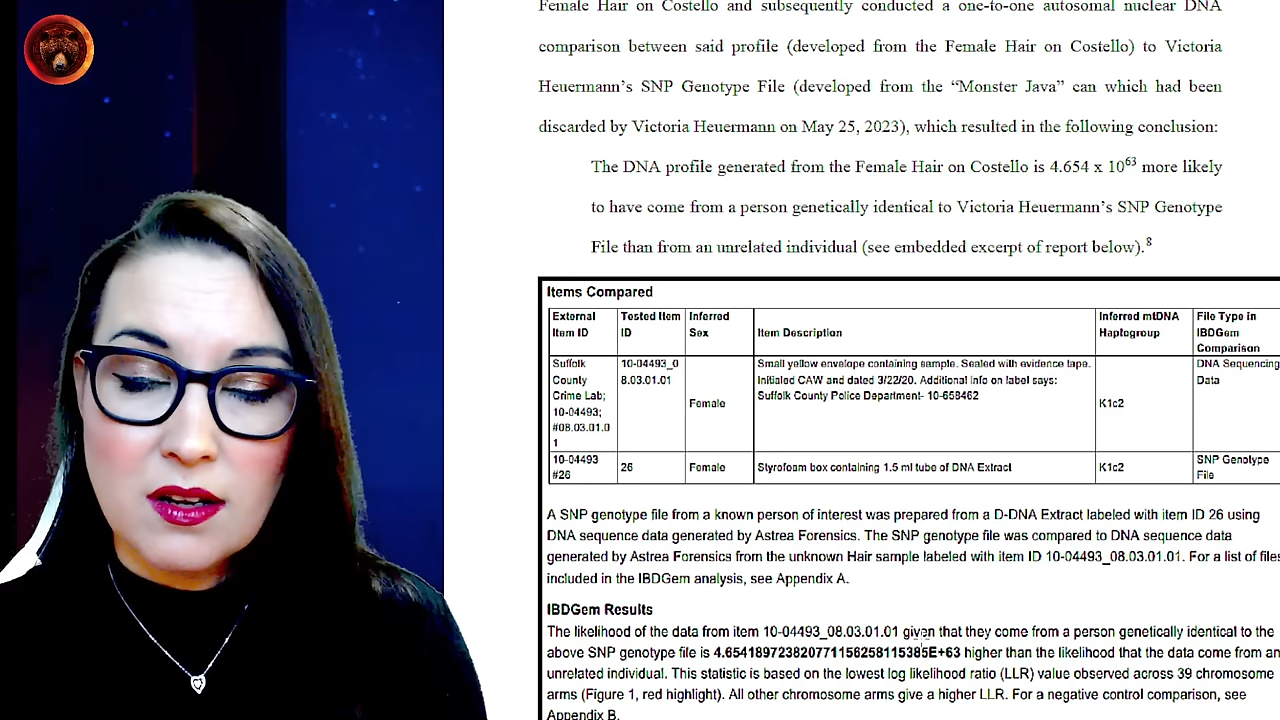 Female Hair on Costello and subsequently conducted a one-to-one autosomal nuclear DNA
comparison between said profile (developed from the Female Hair on Costello) to Victoria
Heuermann’s SNP Genotype File (developed from the “Monster Java” can which had been
discarded by Victoria Heuermann on May 25, 2023), which resulted in the following conclusion:
The DNA profile generated from the Female Hair on Costello is 4.654 x 10⁶³ more likely
to have come from a person genetically identical to Victoria Heuermann’s SNP Genotype
File than from an unrelated individual (see embedded excerpt of report below).⁸
Items Compared
External Item ID
Tested Item ID
Inferred Sex
Item Description
Inferred mtDNA Haptogroup
File Type in IBDGem Comparison
Suffolk County Crime Lab; 10-04493; #08.03.01.01
10-04493_08.03.01.01
Female
Small yellow envelope containing sample. Sealed with evidence tape.
Initialed CAW and dated 3/22/20. Additional info on label says:
Suffolk County Police Department- 10-658462
K1c2
DNA Sequencing Data
10-04493 #26
26
Female
Styrofoam box containing 1.5 ml tube of DNA Extract
K1c2
SNP Genotype File
A SNP genotype file from a known person of interest was prepared from a D-DNA Extract labeled with item ID 26 using
DNA sequence data generated by Astrea Forensics. The SNP genotype file was compared to DNA sequence data
generated by Astrea Forensics from the unknown Hair sample labeled with item ID 10-04493_08.03.01.01. For a list of files
included in the IBDGem analysis, see Appendix A.
IBDGem Results
The likelihood of the data from item 10-04493_08.03.01.01 given that they come from a person genetically identical to the
above SNP genotype file is 4.654189723820771156258115385E+63 higher than the likelihood that the data come from an
unrelated individual. This statistic is based on the lowest log likelihood ratio (LLR) value observed across 39 chromosome
arms (Figure 1, red highlight). All other chromosome arms give a higher LLR. For a negative control comparison, see
Appendix B.